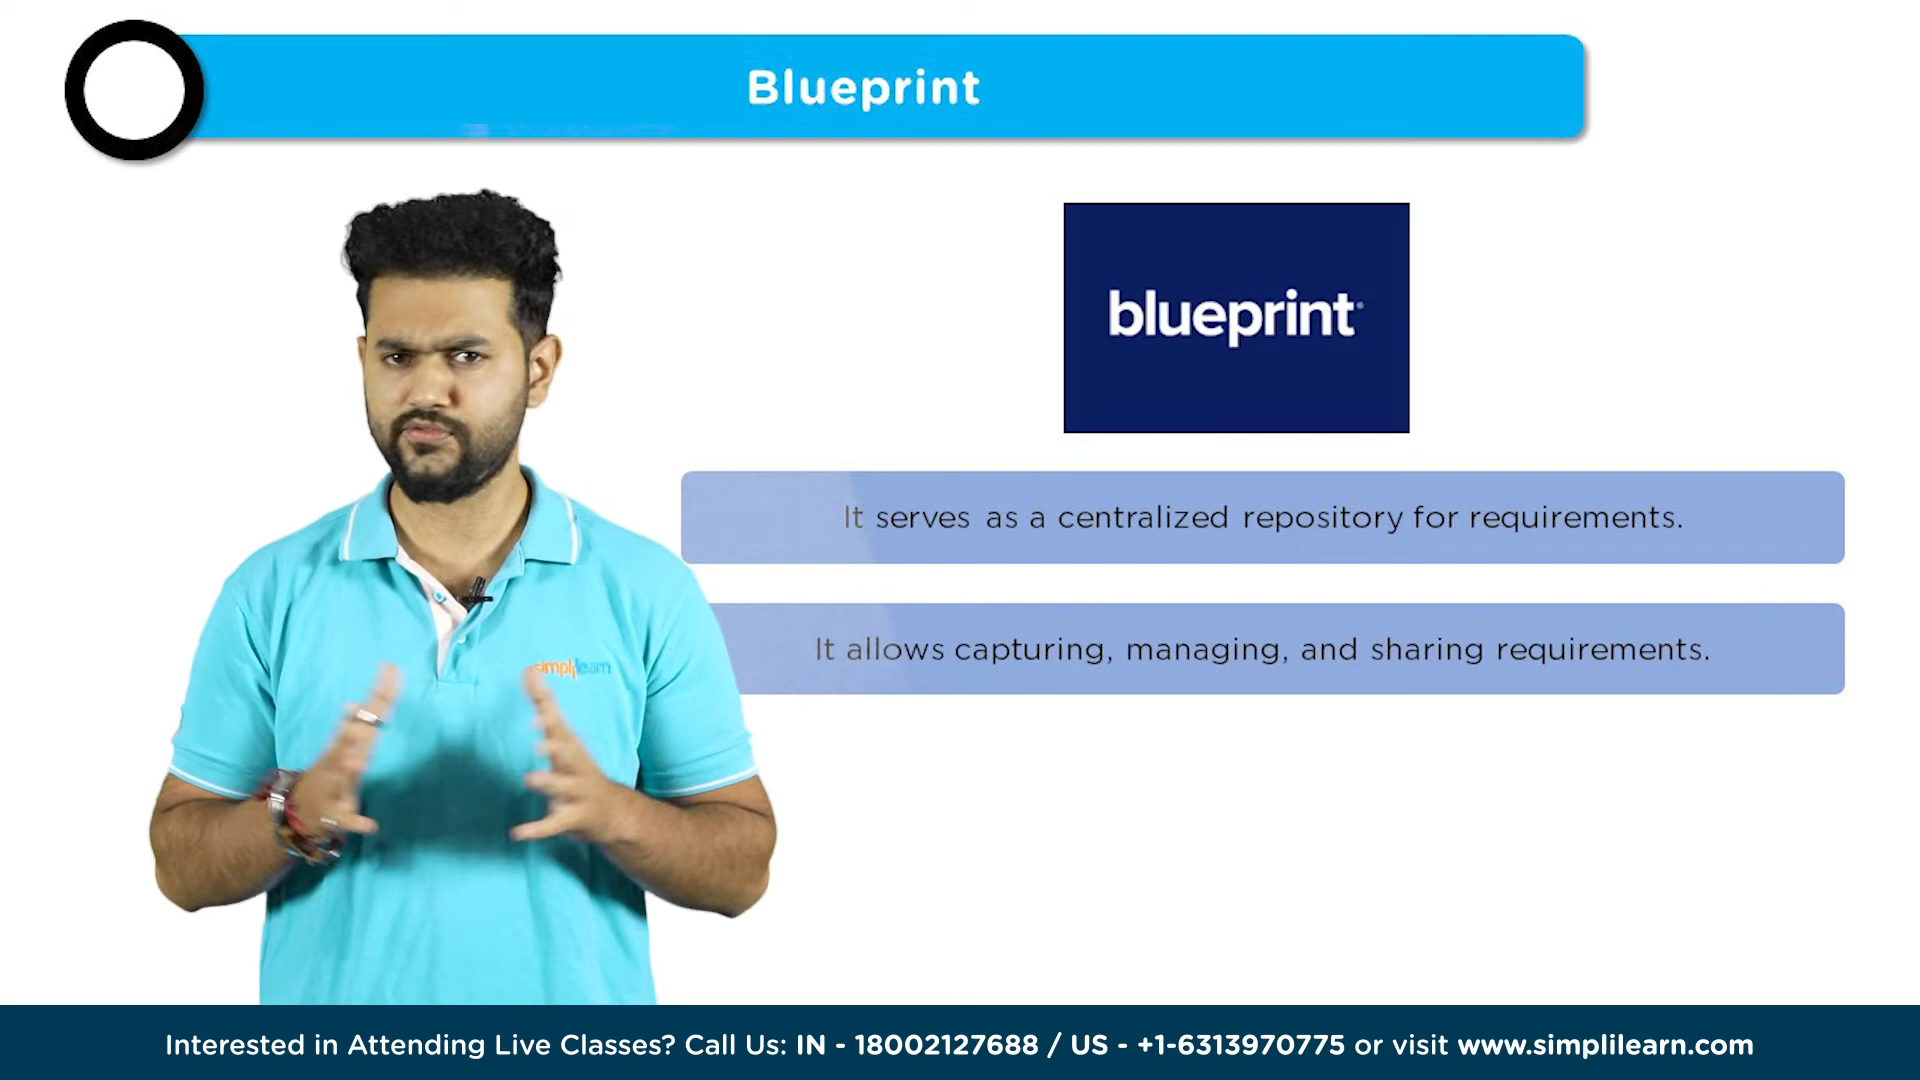 Blueprint
blueprint
It serves as a centralized repository for requirements.
simplilearn
It allows capturing, managing, and sharing requirements.
Interested in Attending Live Classes? Call Us: IN - 18002127688 / US - +1-6313970775 or visit www.simplilearn.com